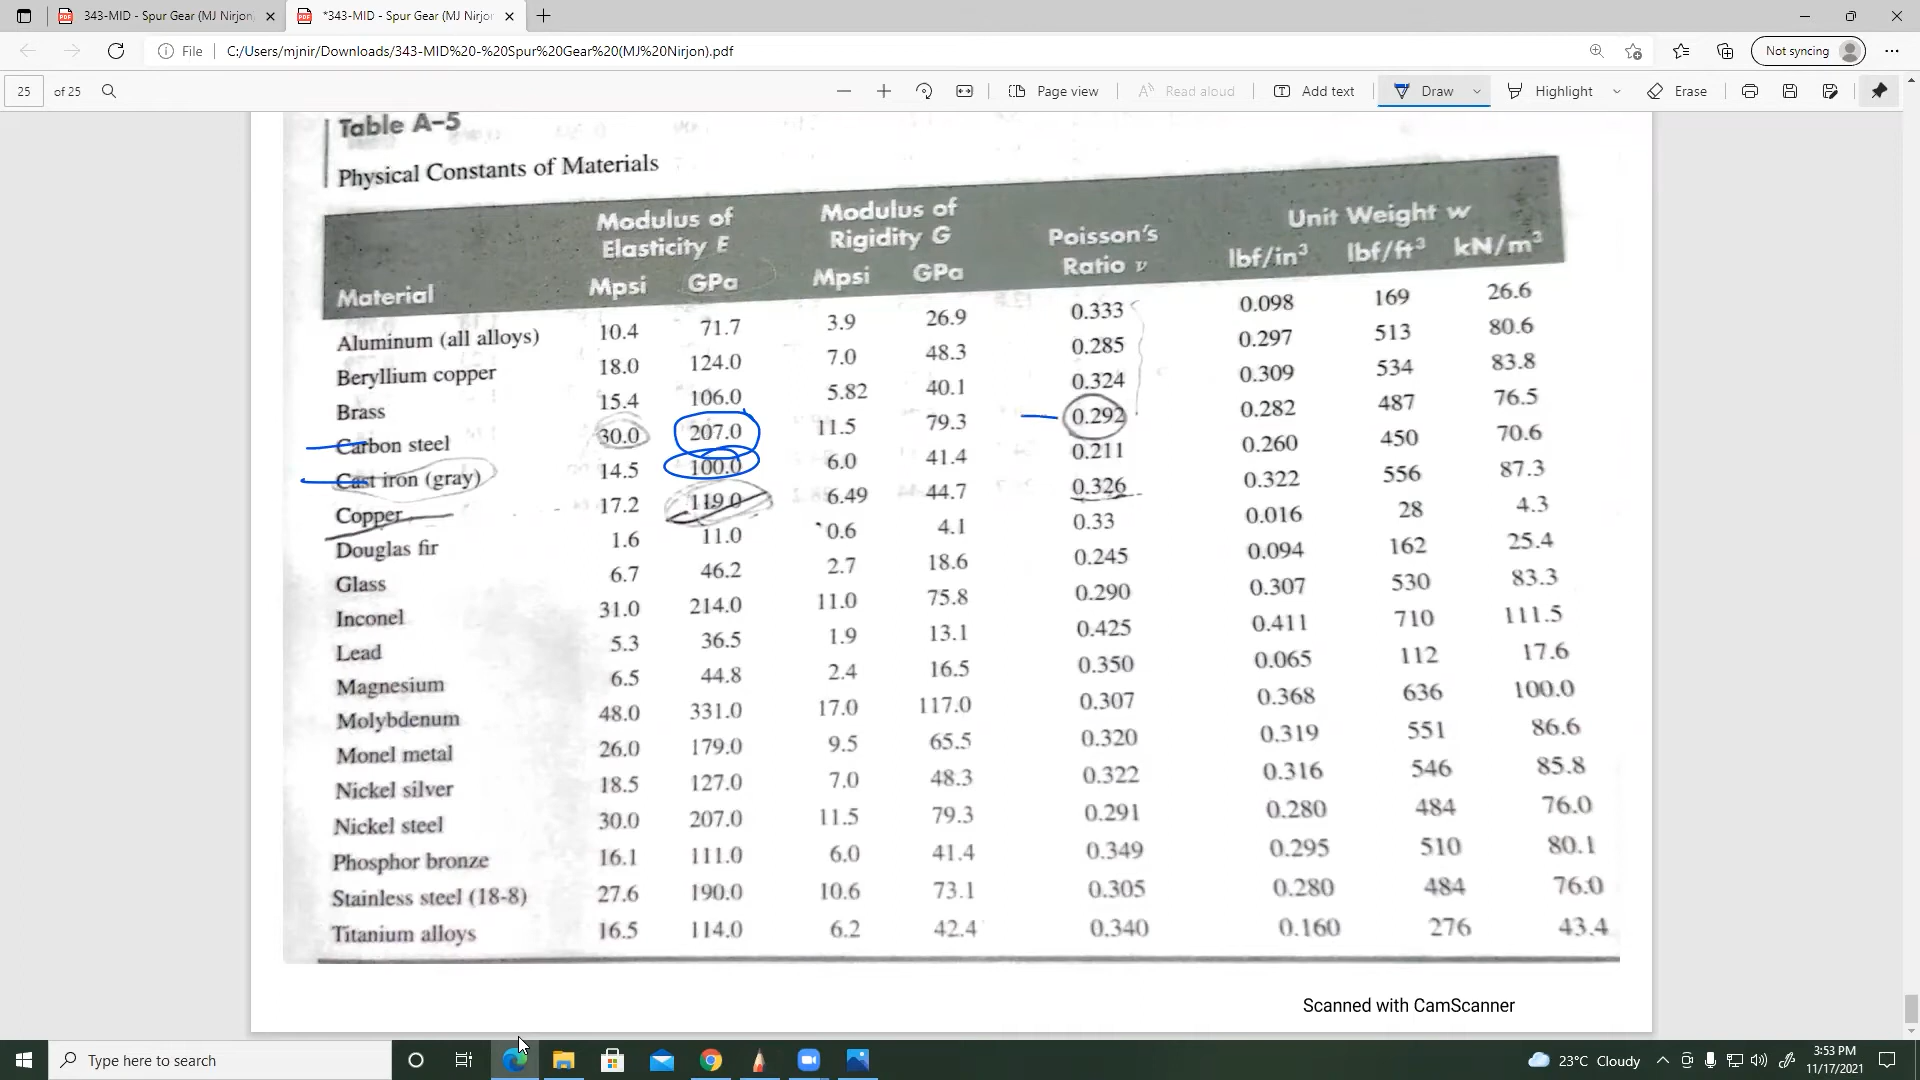 343-MID - Spur Gear (MJ Nirjon)
*343-MID - Spur Gear (MJ Nirjon
File C:/Users/mjnir/Downloads/343-MID%20-%20Spur%20Gear%20(MJ%20Nirjon).pdf Not syncing
25 of 25 Page view Read aloud Add text Draw Highlight Erase
Table A–5
Physical Constants of Materials
Modulus of Elasticity E Modulus of Rigidity G Poisson's Ratio ν Unit Weight w
Material Mpsi GPa Mpsi GPa lbf/in³ lbf/ft³ kN/m³
Aluminum (all alloys) 10.4 71.7 3.9 26.9 0.333 0.098 169 26.6
Beryllium copper 18.0 124.0 7.0 48.3 0.285 0.297 513 80.6
Brass 15.4 106.0 5.82 40.1 0.324 0.309 534 83.8
Carbon steel 30.0 207.0 11.5 79.3 0.292 0.282 487 76.5
Cast iron (gray) 14.5 100.0 6.0 41.4 0.211 0.260 450 70.6
Copper 17.2 119.0 6.49 44.7 0.326 0.322 556 87.3
Douglas fir 1.6 11.0 0.6 4.1 0.33 0.016 28 4.3
Glass 6.7 46.2 2.7 18.6 0.245 0.094 162 25.4
Inconel 31.0 214.0 11.0 75.8 0.290 0.307 530 83.3
Lead 5.3 36.5 1.9 13.1 0.425 0.411 710 111.5
Magnesium 6.5 44.8 2.4 16.5 0.350 0.065 112 17.6
Molybdenum 48.0 331.0 17.0 117.0 0.307 0.368 636 100.0
Monel metal 26.0 179.0 9.5 65.5 0.320 0.319 551 86.6
Nickel silver 18.5 127.0 7.0 48.3 0.322 0.316 546 85.8
Nickel steel 30.0 207.0 11.5 79.3 0.291 0.280 484 76.0
Phosphor bronze 16.1 111.0 6.0 41.4 0.349 0.295 510 80.1
Stainless steel (18-8) 27.6 190.0 10.6 73.1 0.305 0.280 484 76.0
Titanium alloys 16.5 114.0 6.2 42.4 0.340 0.160 276 43.4
Scanned with CamScanner
Type here to search 23°C Cloudy 3:53 PM
11/17/2021